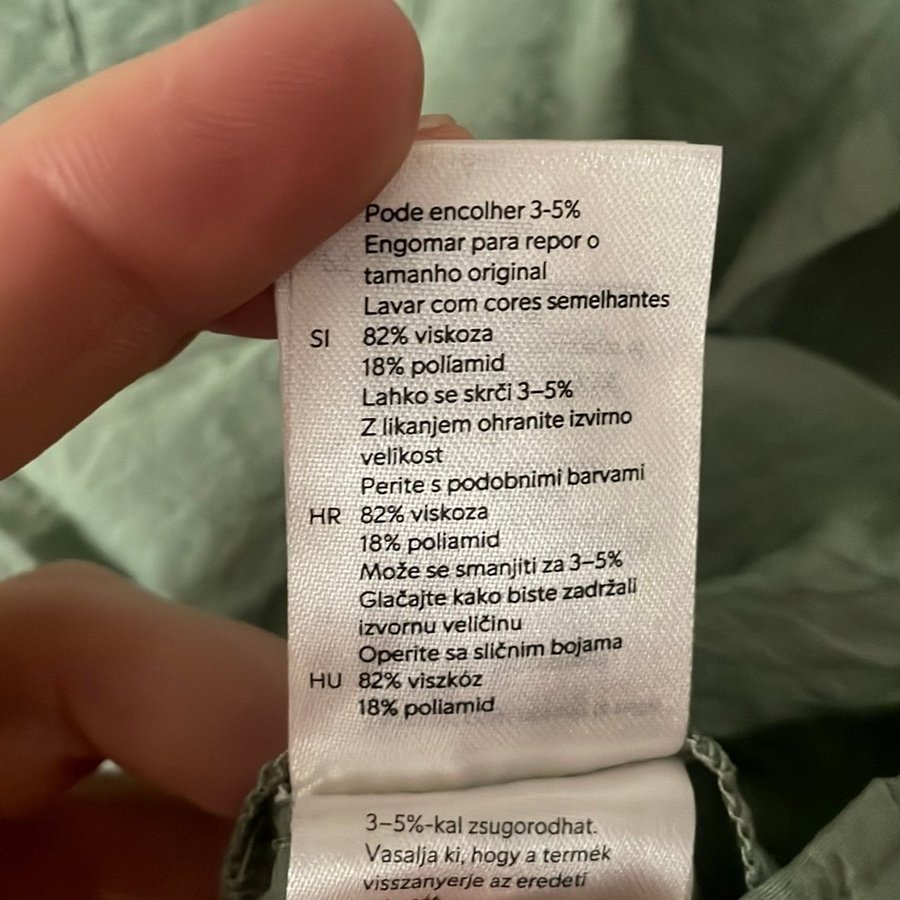 Pode encolher 3-5%
Engomar para repor o
tamanho original
Lavar com cores semelhantes
SI 82% viskoza
18% poliamid
Lahko se skrči 3–5%
Z likanjem ohranite izvirno
velikost
Perite s podobnimi barvami
HR 82% viskoza
18% poliamid
Može se smanjiti za 3–5%
Glačajte kako biste zadržali
izvornu veličinu
Operite sa sličnim bojama
HU 82% viszkóz
18% poliamid
3–5%-kal zsugorodhat.
Vasalja ki, hogy a termék
visszanyerje az eredeti